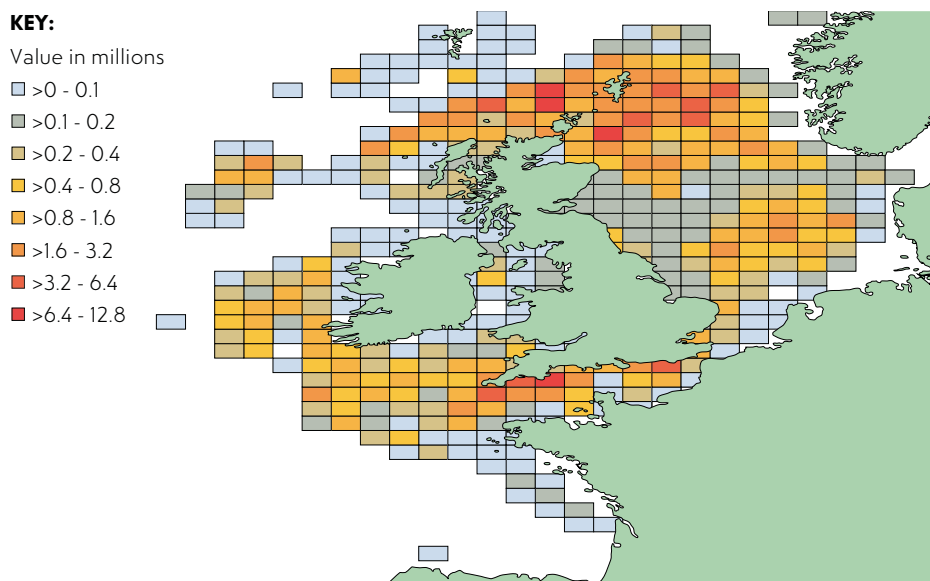 KEY:
Value in millions
>0 - 0.1
>0.1 - 0.2
>0.2 - 0.4
>0.4 - 0.8
>0.8 - 1.6
>1.6 - 3.2
>3.2 - 6.4
>6.4 - 12.8